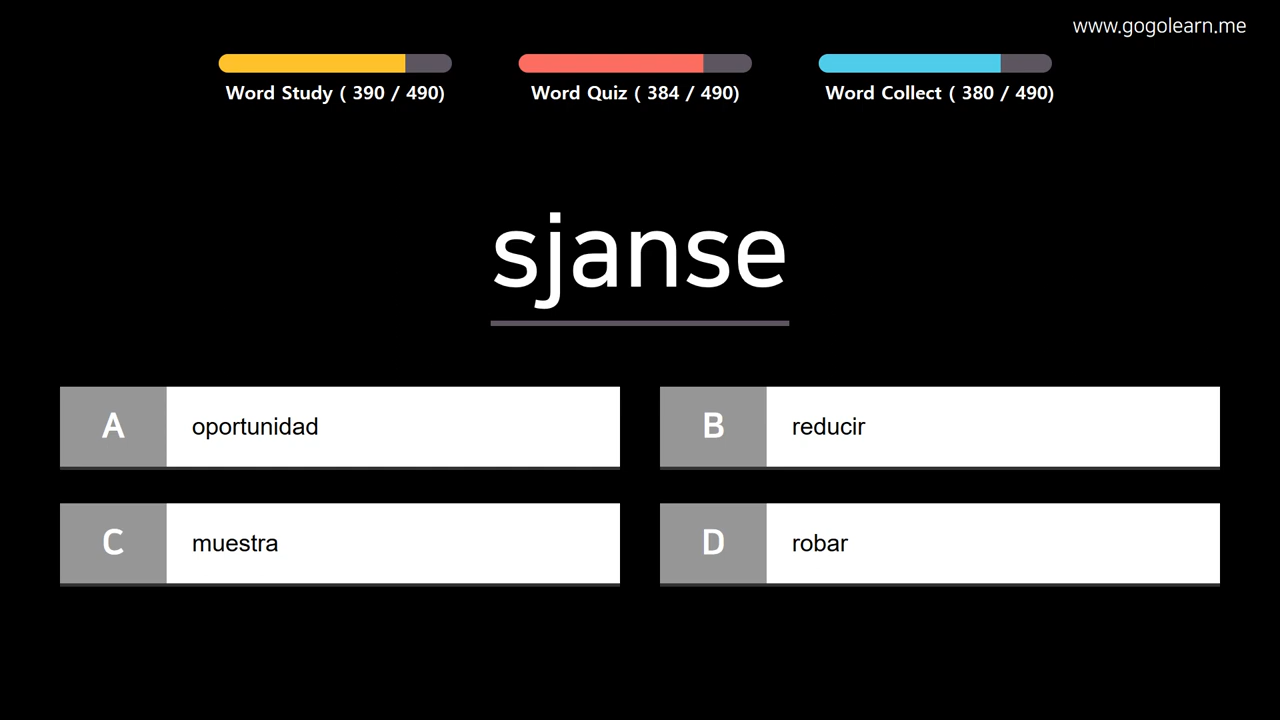 www.gogolearn.me
Word Study ( 390 / 490)
Word Quiz ( 384 / 490)
Word Collect ( 380 / 490)
sjanse
A oportunidad
B reducir
C muestra
D robar